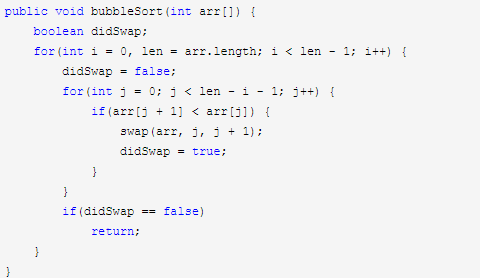 public void bubbleSort(int arr[]) {
    boolean didSwap;
    for(int i = 0, len = arr.length; i < len - 1; i++) {
        didSwap = false;
        for(int j = 0; j < len - i - 1; j++) {
            if(arr[j + 1] < arr[j]) {
                swap(arr, j, j + 1);
                didSwap = true;
            }
        }
        if(didSwap == false)
            return;
    }
}